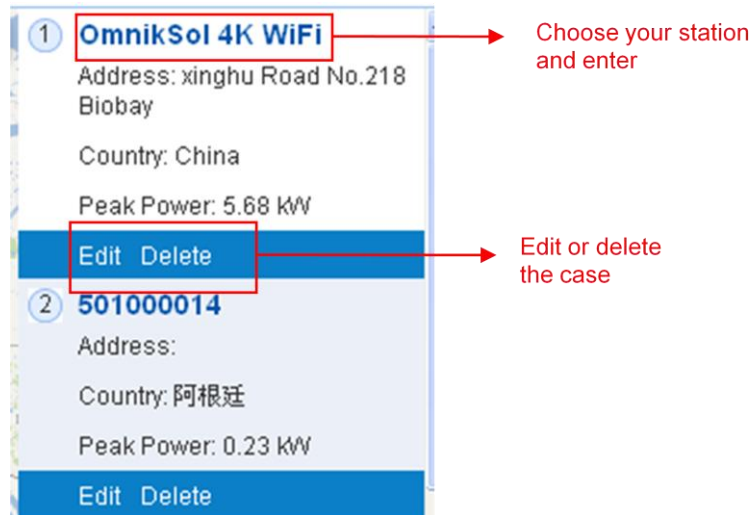 1 OmnikSol 4K WiFi
Choose your station
and enter
Address: xinghu Road No.218
Biobay
Country: China
Peak Power: 5.68 kW
Edit Delete
Edit or delete
the case
2 501000014
Address:
Country: 阿根廷
Peak Power: 0.23 kW
Edit Delete